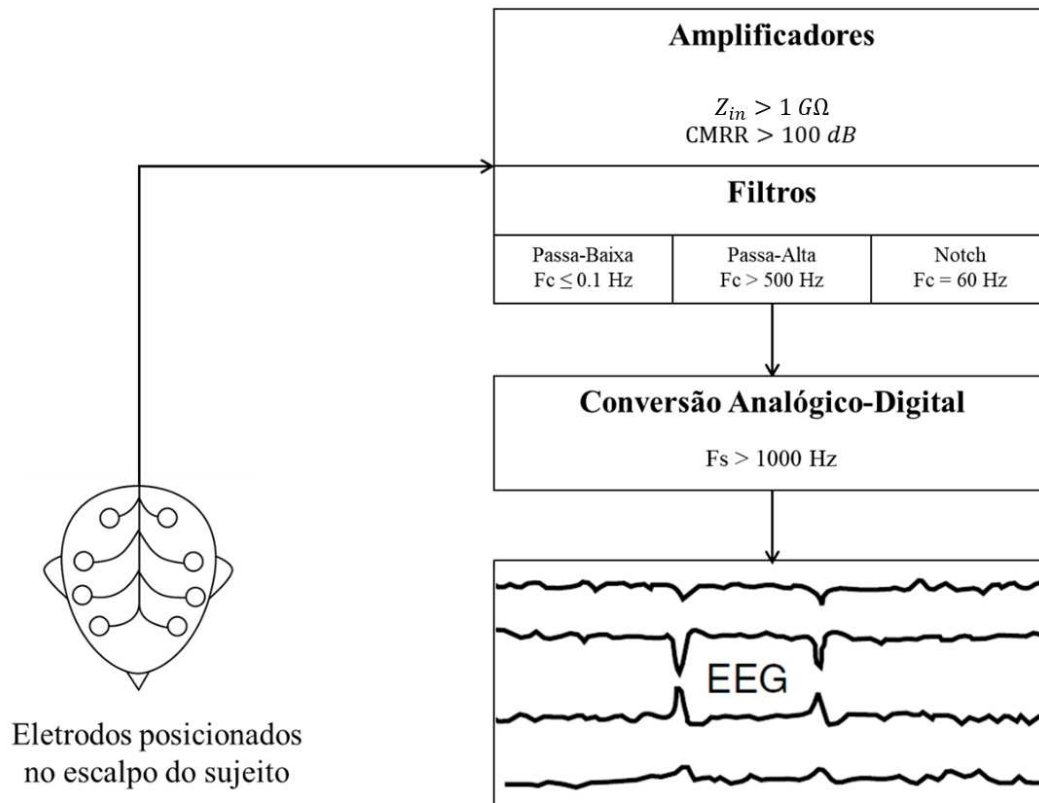 Amplificadores
Z_in > 1 GΩ
CMRR > 100 dB
Filtros
Passa-Baixa
Fc ≤ 0.1 Hz
Passa-Alta
Fc > 500 Hz
Notch
Fc = 60 Hz
Conversão Analógico-Digital
Fs > 1000 Hz
EEG
Eletrodos posicionados
no escalpo do sujeito